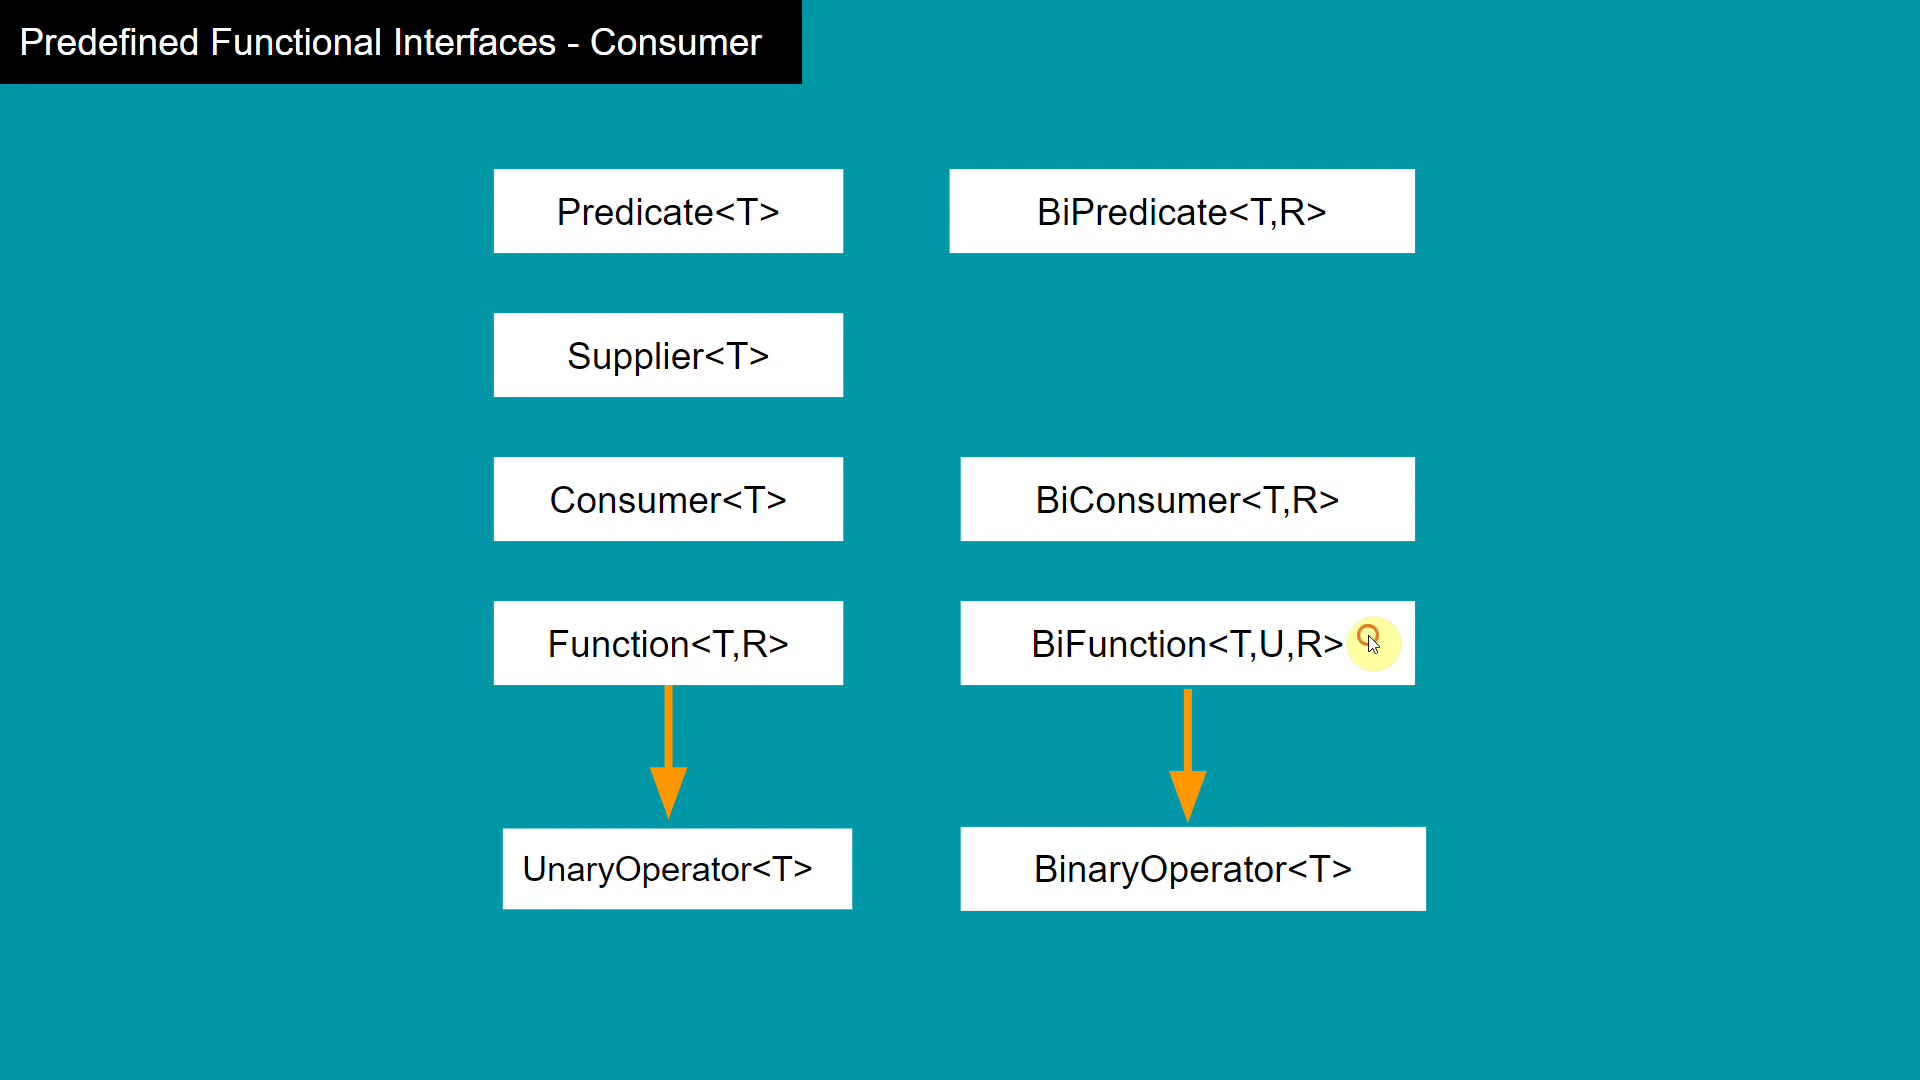 Predefined Functional Interfaces - Consumer
Predicate<T>
BiPredicate<T,R>
Supplier<T>
Consumer<T>
BiConsumer<T,R>
Function<T,R>
BiFunction<T,U,R>
UnaryOperator<T>
BinaryOperator<T>